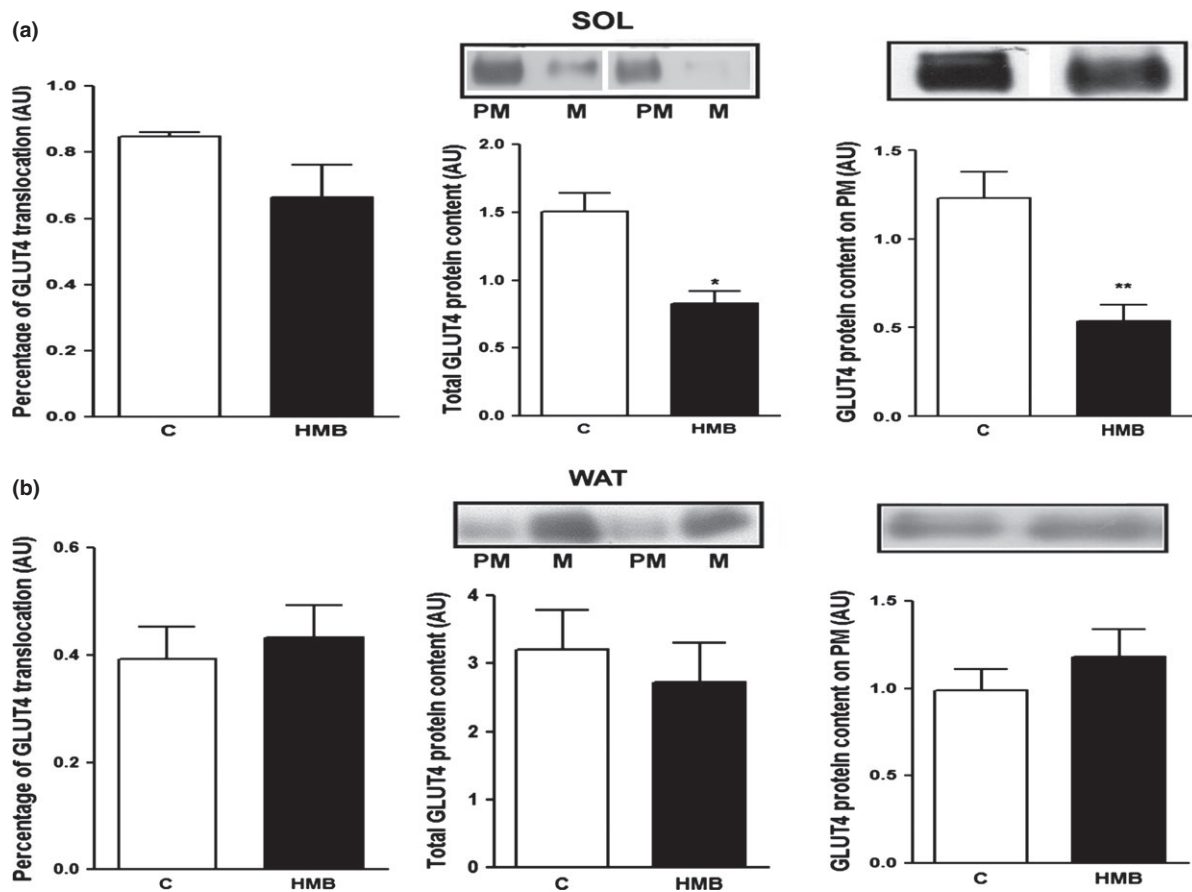 (a)
SOL
PM M PM M
Percentage of GLUT4 translocation (AU)
1.0
0.8
0.6
0.4
0.2
0.0
C HMB
Total GLUT4 protein content (AU)
2.0
1.5
1.0
0.5
0.0
*
C HMB
GLUT4 protein content on PM (AU)
1.5
1.0
0.5
0.0
**
C HMB
(b)
WAT
PM M PM M
Percentage of GLUT4 translocation (AU)
0.6
0.4
0.2
0.0
C HMB
Total GLUT4 protein content (AU)
4
3
2
1
0
C HMB
GLUT4 protein content on PM (AU)
1.5
1.0
0.5
0.0
C HMB